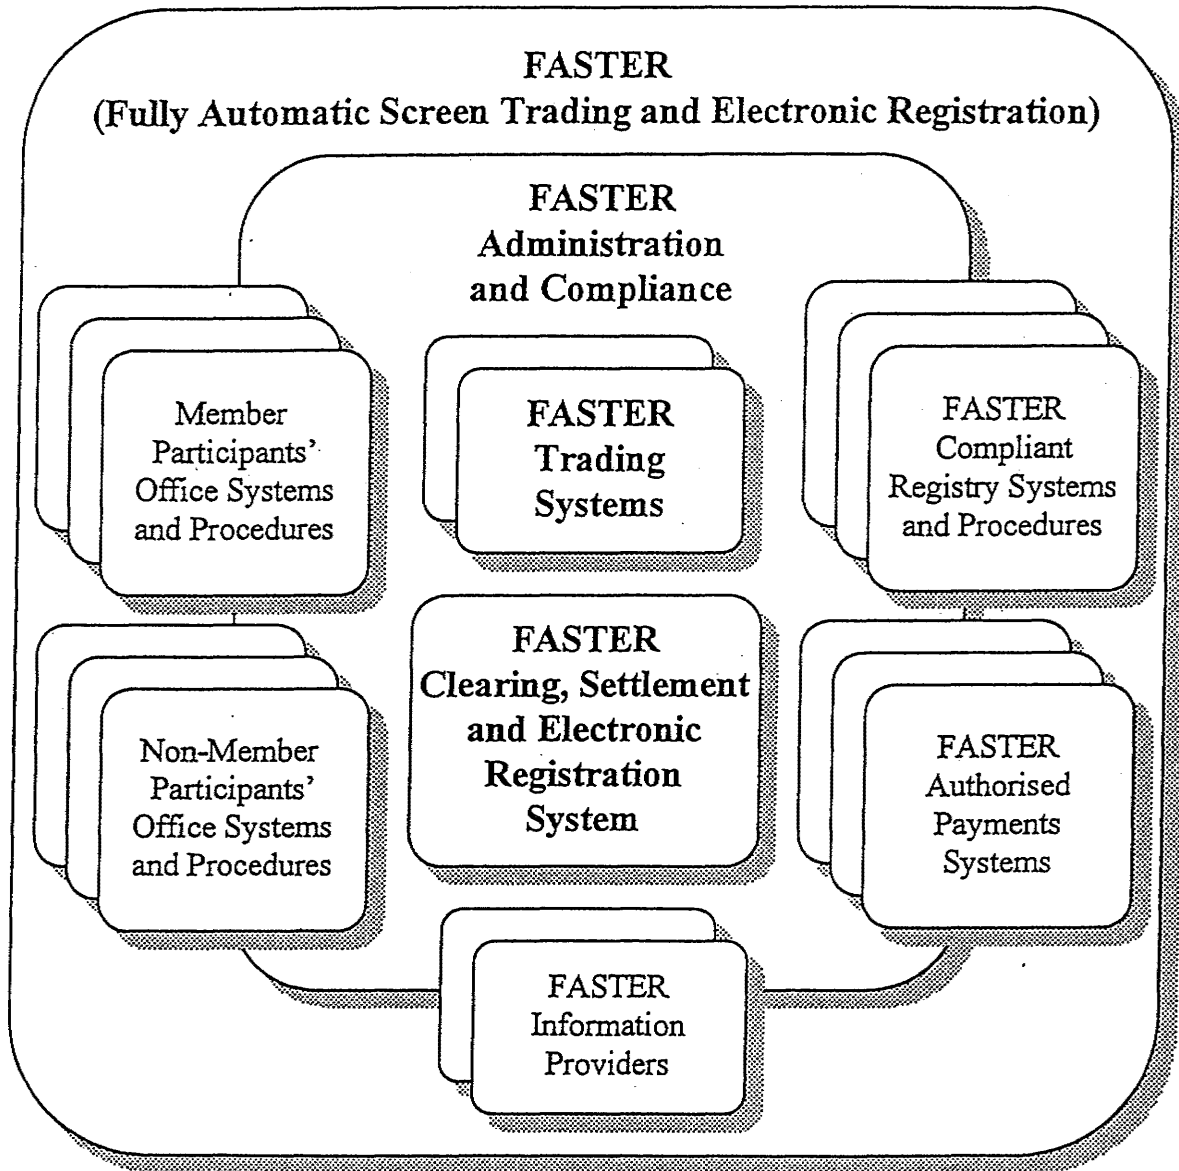 FASTER
(Fully Automatic Screen Trading and Electronic Registration)
FASTER
Administration
and Compliance
Member
Participants'
Office Systems
and Procedures
FASTER
Trading
Systems
FASTER
Compliant
Registry Systems
and Procedures
Non-Member
Participants'
Office Systems
and Procedures
FASTER
Clearing, Settlement
and Electronic
Registration
System
FASTER
Authorised
Payments
Systems
FASTER
Information
Providers